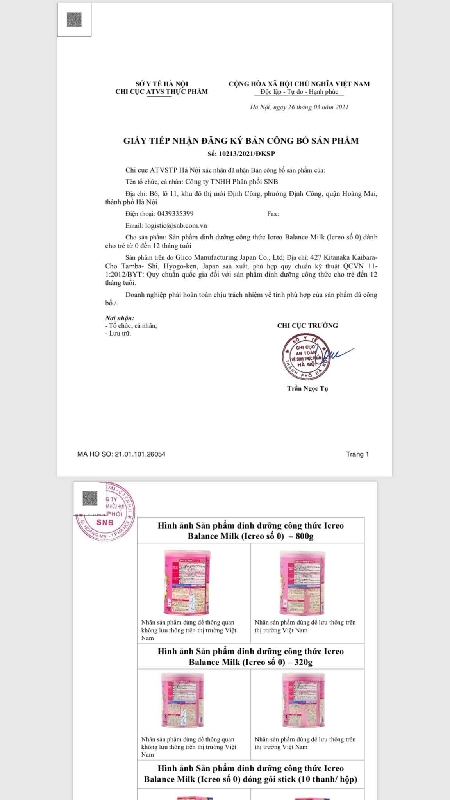 SỞ Y TẾ HÀ NỘI
CHI CỤC ATVS THỰC PHẨM
CỘNG HÒA XÃ HỘI CHỦ NGHĨA VIỆT NAM
Độc lập - Tự do - Hạnh phúc
Hà Nội, ngày 26 tháng 03 năm 2021
GIẤY TIẾP NHẬN ĐĂNG KÝ BẢN CÔNG BỐ SẢN PHẨM
Số: 10213/2021/ĐKSP
Chi cục ATVSTP Hà Nội xác nhận đã nhận Bản công bố sản phẩm của:
Tên tổ chức, cá nhân: Công ty TNHH Phân phối SNB
Địa chỉ: B6, lô 11, khu đô thị mới Định Công, phường Định Công, quận Hoàng Mai,
thành phố Hà Nội
Điện thoại: 0439335399 Fax:
Email: logistic@snb.com.vn
Cho sản phẩm: Sản phẩm dinh dưỡng công thức Icreo Balance Milk (Icreo số 0) dành
cho trẻ từ 0 đến 12 tháng tuổi
Sản phẩm trên do Glico Manufacturing Japan Co., Ltd; Địa chỉ: 427 Kitanaka Kaibara-
Cho Tamba- Shi, Hyogo-ken, Japan sản xuất, phù hợp quy chuẩn kỹ thuật QCVN 11-
1:2012/BYT: Quy chuẩn quốc gia đối với sản phẩm dinh dưỡng công thức cho trẻ đến 12
tháng tuổi.
Doanh nghiệp phải hoàn toàn chịu trách nhiệm về tính phù hợp của sản phẩm đã công
bố./.
Nơi nhận:
- Tổ chức, cá nhân;
- Lưu trữ.
CHI CỤC TRƯỞNG
SỞ Y TẾ
CHI CỤC
AN TOÀN
HÀ NỘI
Trần Ngọc Tụ
MA HO SO: 21.01.101.26054
Trang 1
PHỐI
SNB
Hình ảnh Sản phẩm dinh dưỡng công thức Icreo
Balance Milk (Icreo số 0) – 800g
Nhãn sản phẩm dùng để thông quan
không lưu thông trên thị trường Việt
Nam
Nhãn sản phẩm dùng để lưu thông trên
thị trường Việt Nam
Hình ảnh Sản phẩm dinh dưỡng công thức Icreo
Balance Milk (Icreo số 0) – 320g
Nhãn sản phẩm dùng để thông quan
không lưu thông trên thị trường Việt
Nam
Nhãn sản phẩm dùng để lưu thông trên
thị trường Việt Nam
Hình ảnh Sản phẩm dinh dưỡng công thức Icreo
Balance Milk (Icreo số 0) đóng gói stick (10 thanh/ hộp)